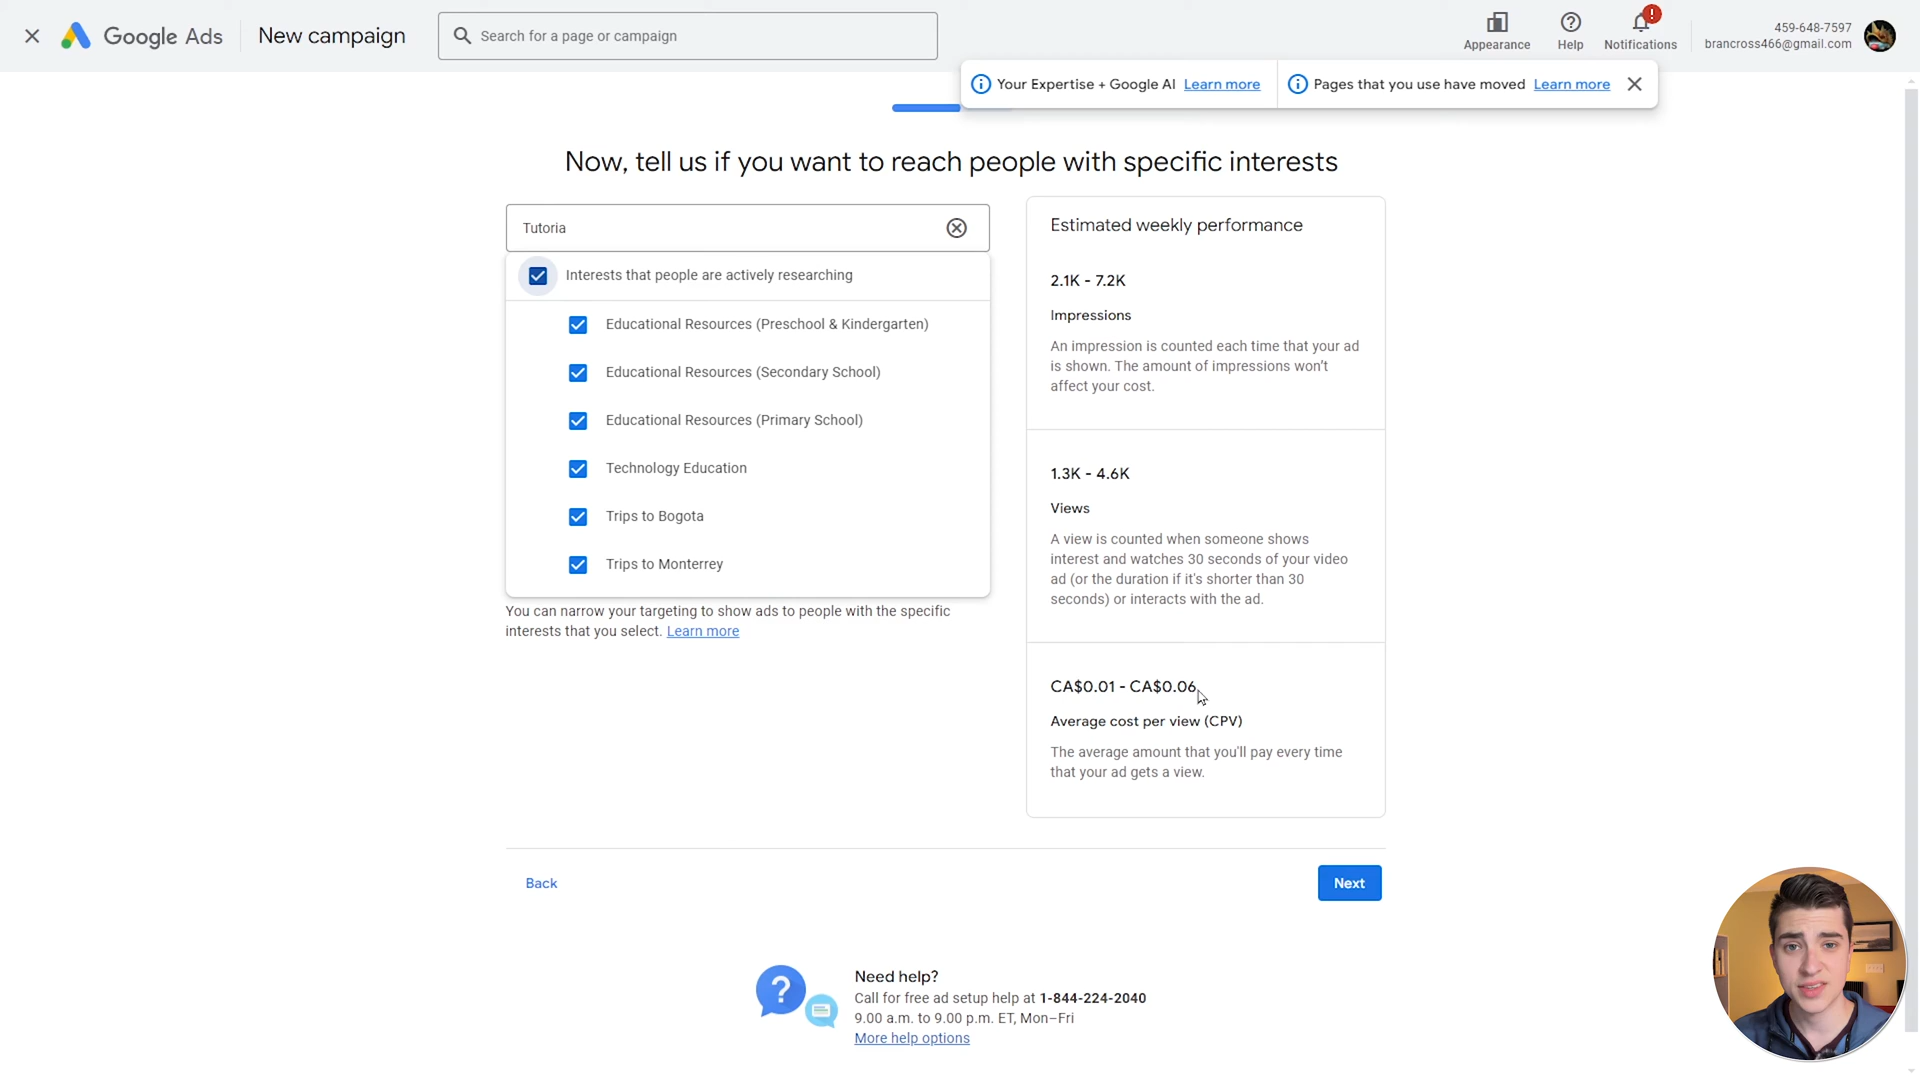 Google Ads
New campaign
Search for a page or campaign
Appearance
Help
!
Notifications
459-648-7597
brancross466@gmail.com
Your Expertise + Google AI Learn more
Pages that you use have moved Learn more
Now, tell us if you want to reach people with specific interests
Tutoria
Interests that people are actively researching
Educational Resources (Preschool & Kindergarten)
Educational Resources (Secondary School)
Educational Resources (Primary School)
Technology Education
Trips to Bogota
Trips to Monterrey
You can narrow your targeting to show ads to people with the specific
interests that you select. Learn more
Estimated weekly performance
2.1K - 7.2K
Impressions
An impression is counted each time that your ad
is shown. The amount of impressions won't
affect your cost.
1.3K - 4.6K
Views
A view is counted when someone shows
interest and watches 30 seconds of your video
ad (or the duration if it's shorter than 30
seconds) or interacts with the ad.
CA$0.01 - CA$0.06
Average cost per view (CPV)
The average amount that you'll pay every time
that your ad gets a view.
Back
Next
Need help?
Call for free ad setup help at 1-844-224-2040
9.00 a.m. to 9.00 p.m. ET, Mon–Fri
More help options